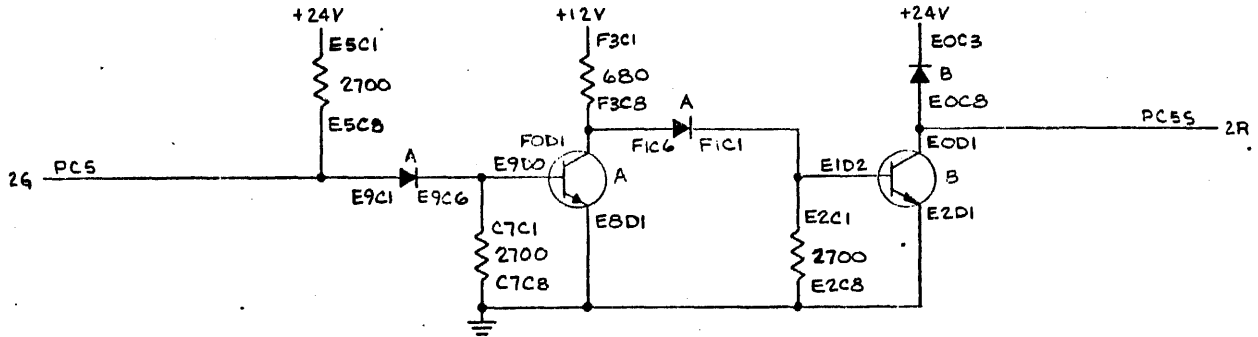 +24V +12V +24V
E5C1 F3C1 E0C3
2700 680 B
E5C8 F3C8 A E0C8
PC5S 2R
F0D1 F1C6 F1C1 E0D1
2G PC5 A E9D0 A E1D2 B
E9C1 E9C6 E8D1 E2D1
C7C1 E2C1
2700 2700
C7C8 E2C8